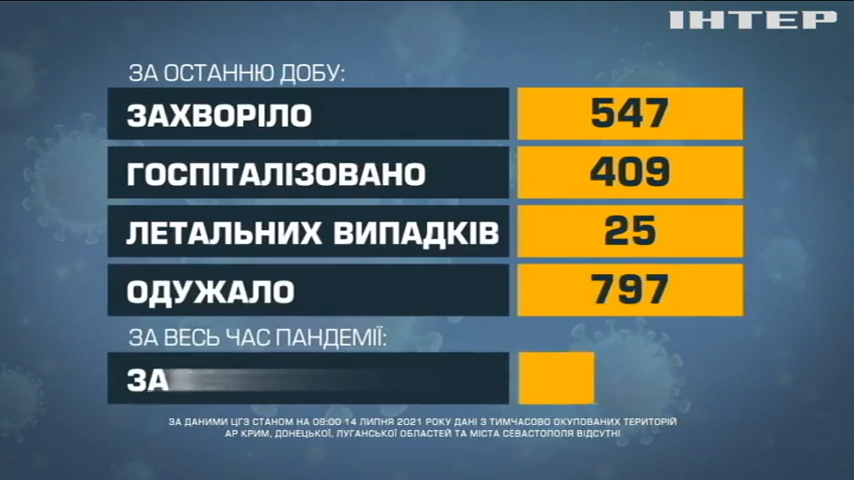 ІНТЕР
ЗА ОСТАННЮ ДОБУ:
ЗАХВОРІЛО 547
ГОСПІТАЛІЗОВАНО 409
ЛЕТАЛЬНИХ ВИПАДКІВ 25
ОДУЖАЛО 797
ЗА ВЕСЬ ЧАС ПАНДЕМІЇ:
ЗА
ЗА ДАНИМИ ЦГЗ СТАНОМ НА 09:00 14 ЛИПНЯ 2021 РОКУ ДАНІ З ТИМЧАСОВО ОКУПОВАНИХ ТЕРИТОРІЙ
АР КРИМ, ДОНЕЦЬКОЇ, ЛУГАНСЬКОЇ ОБЛАСТЕЙ ТА МІСТА СЕВАСТОПОЛЯ ВІДСУТНІ